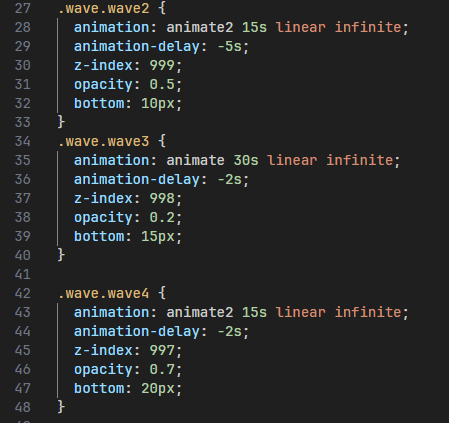 27 .wave.wave2 {
28 animation: animate2 15s linear infinite;
29 animation-delay: -5s;
30 z-index: 999;
31 opacity: 0.5;
32 bottom: 10px;
33 }
34 .wave.wave3 {
35 animation: animate 30s linear infinite;
36 animation-delay: -2s;
37 z-index: 998;
38 opacity: 0.2;
39 bottom: 15px;
40 }
41
42 .wave.wave4 {
43 animation: animate2 15s linear infinite;
44 animation-delay: -2s;
45 z-index: 997;
46 opacity: 0.7;
47 bottom: 20px;
48 }